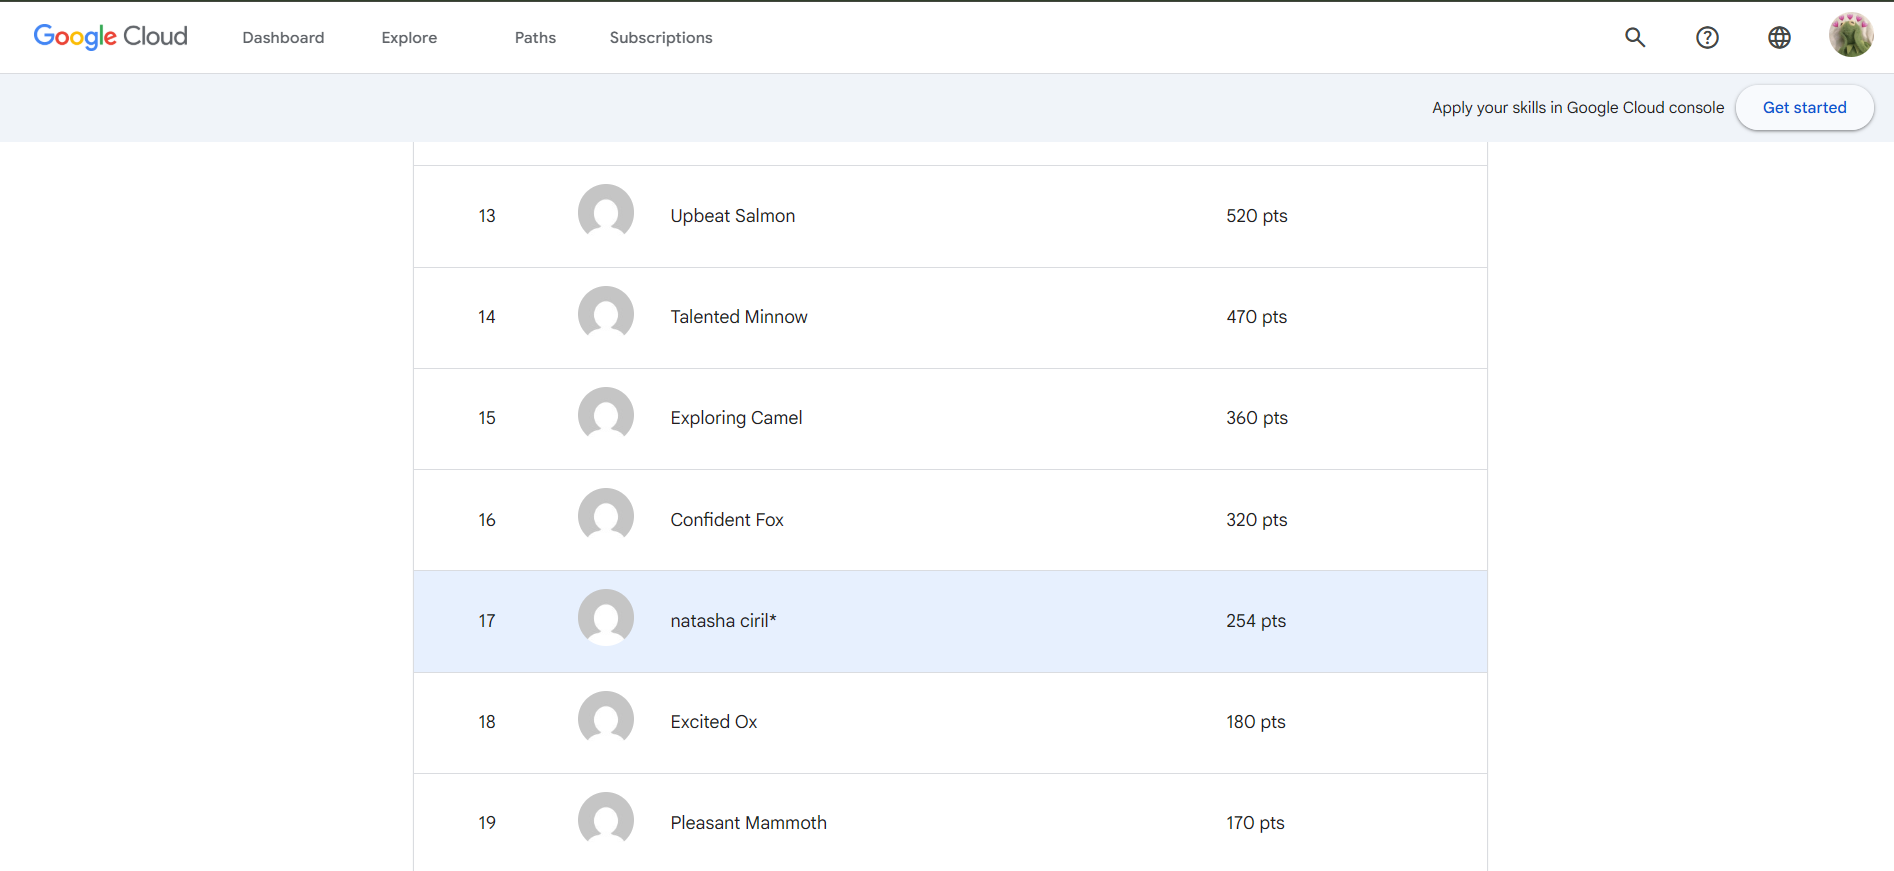 Google Cloud Dashboard Explore Paths Subscriptions
Apply your skills in Google Cloud console Get started
13 Upbeat Salmon 520 pts
14 Talented Minnow 470 pts
15 Exploring Camel 360 pts
16 Confident Fox 320 pts
17 natasha ciril* 254 pts
18 Excited Ox 180 pts
19 Pleasant Mammoth 170 pts